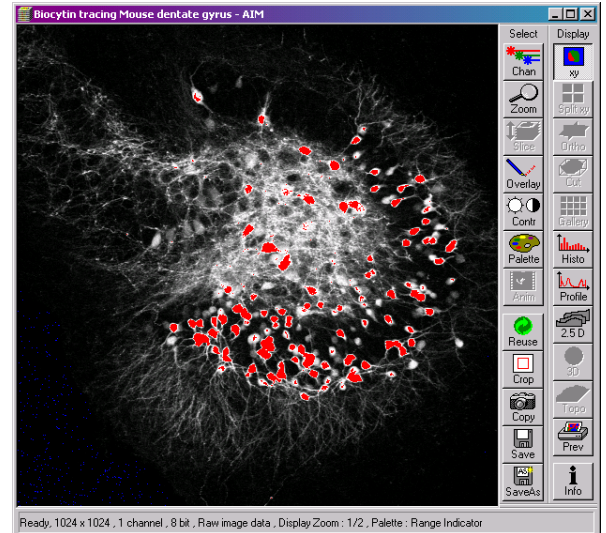 Biocytin tracing Mouse dentate gyrus - AIM
Select Display
Chan xy
Zoom Split xy
Slice Ortho
Overlay Cut
Contr Gallery
Palette Histo
Anim Profile
Reuse 2.5 D
Crop 3D
Copy Topo
Save Prev
SaveAs Info
Ready, 1024 x 1024 , 1 channel , 8 bit , Raw image data , Display Zoom : 1/2 , Palette : Range Indicator